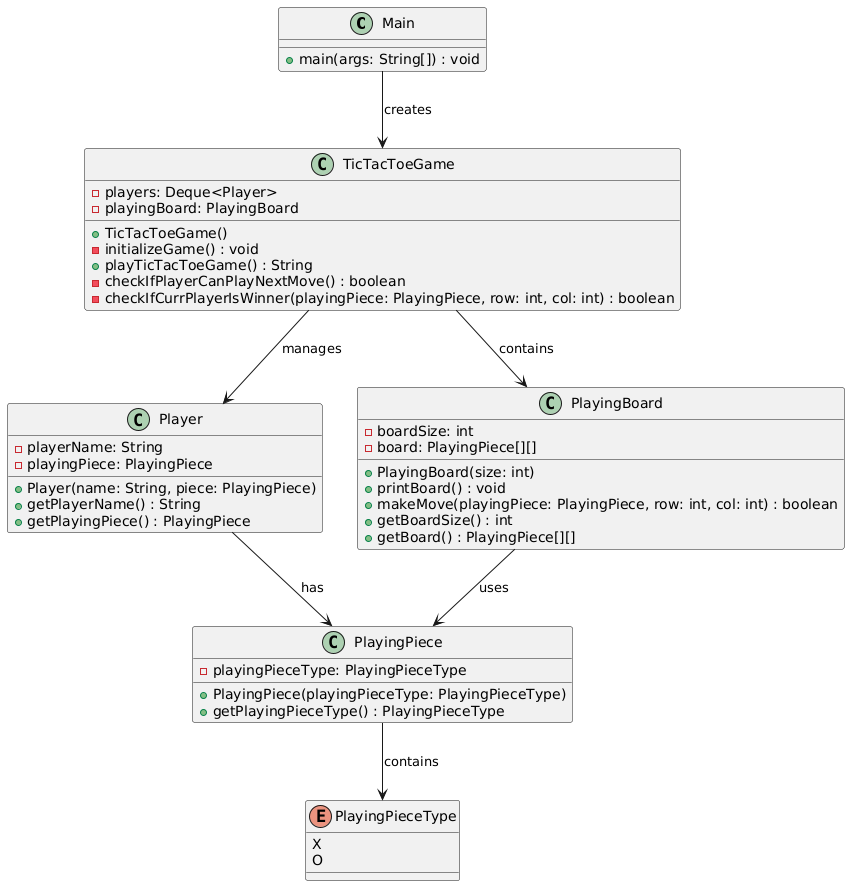 C Main
main(args: String[]) : void
creates
C TicTacToeGame
players: Deque<Player>
playingBoard: PlayingBoard
TicTacToeGame()
initializeGame() : void
playTicTacToeGame() : String
checkIfPlayerCanPlayNextMove() : boolean
checkIfCurrPlayerIsWinner(playingPiece: PlayingPiece, row: int, col: int) : boolean
manages
contains
C Player
playerName: String
playingPiece: PlayingPiece
Player(name: String, piece: PlayingPiece)
getPlayerName() : String
getPlayingPiece() : PlayingPiece
C PlayingBoard
boardSize: int
board: PlayingPiece[][]
PlayingBoard(size: int)
printBoard() : void
makeMove(playingPiece: PlayingPiece, row: int, col: int) : boolean
getBoardSize() : int
getBoard() : PlayingPiece[][]
has
uses
C PlayingPiece
playingPieceType: PlayingPieceType
PlayingPiece(playingPieceType: PlayingPieceType)
getPlayingPieceType() : PlayingPieceType
contains
E PlayingPieceType
X
O